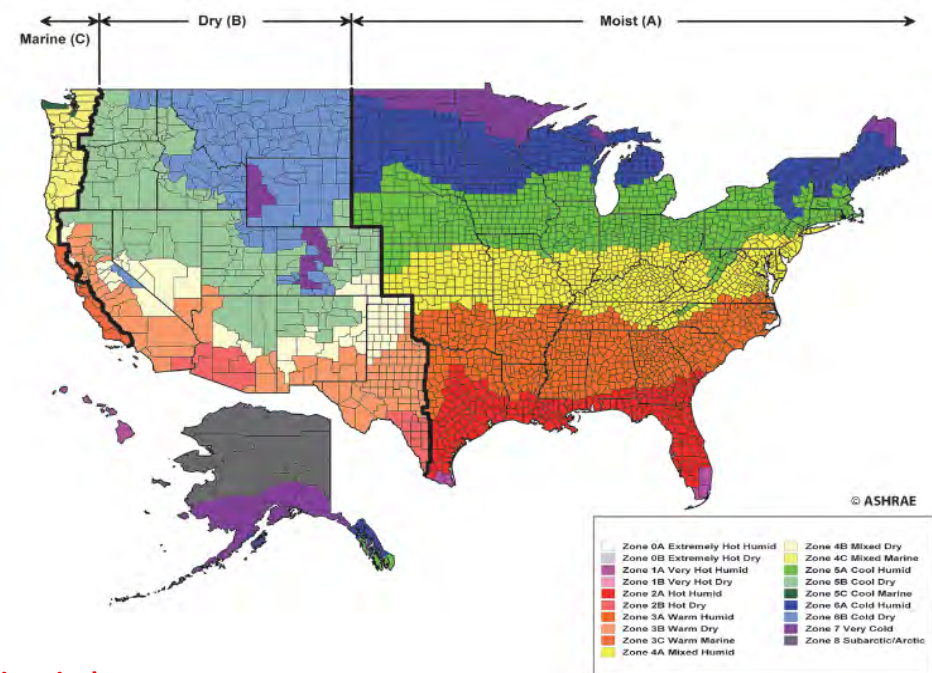 Dry (B)
Moist (A)
Marine (C)
© ASHRAE
Zone 0A Extremely Hot Humid
Zone 0B Extremely Hot Dry
Zone 1A Very Hot Humid
Zone 1B Very Hot Dry
Zone 2A Hot Humid
Zone 2B Hot Dry
Zone 3A Warm Humid
Zone 3B Warm Dry
Zone 3C Warm Marine
Zone 4A Mixed Humid
Zone 4B Mixed Dry
Zone 4C Mixed Marine
Zone 5A Cool Humid
Zone 5B Cool Dry
Zone 5C Cool Marine
Zone 6A Cold Humid
Zone 6B Cold Dry
Zone 7 Very Cold
Zone 8 Subarctic/Arctic